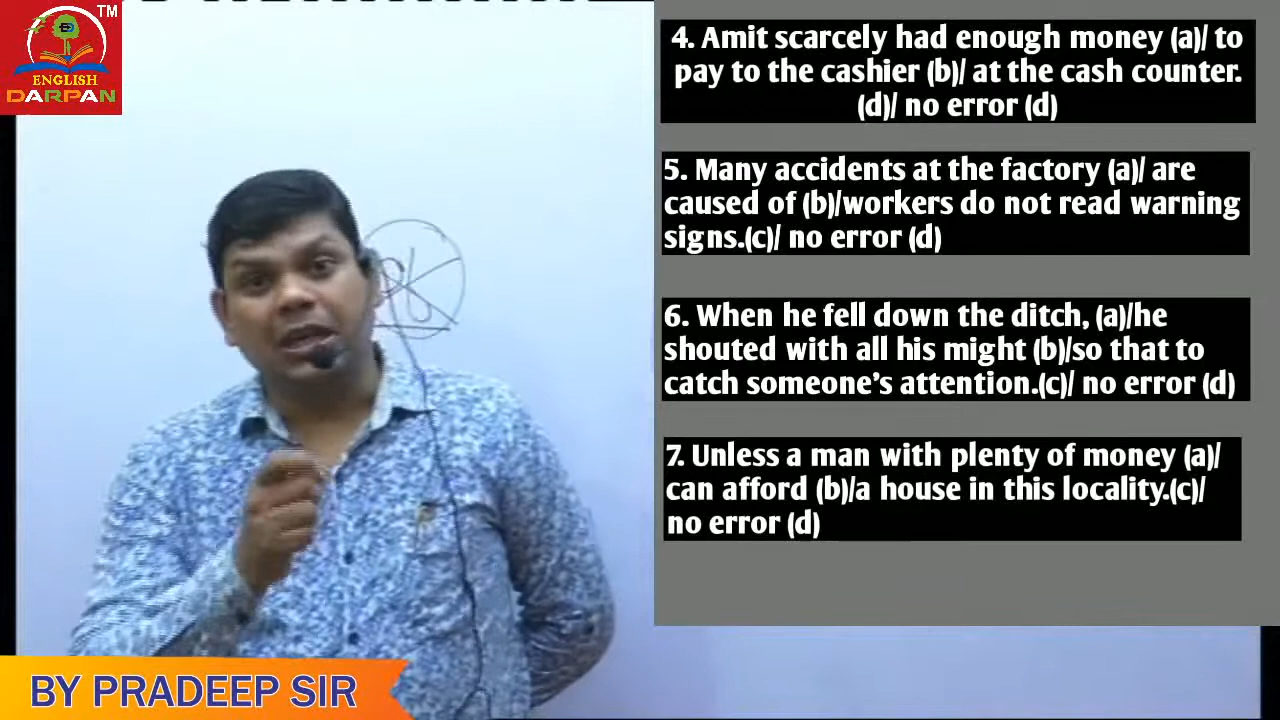 TM
ENGLISH
DARPAN
4. Amit scarcely had enough money (a)/ to
pay to the cashier (b)/ at the cash counter.
(d)/ no error (d)
5. Many accidents at the factory (a)/ are
caused of (b)/workers do not read warning
signs.(c)/ no error (d)
6. When he fell down the ditch, (a)/he
shouted with all his might (b)/so that to
catch someone’s attention.(c)/ no error (d)
7. Unless a man with plenty of money (a)/
can afford (b)/a house in this locality.(c)/
no error (d)
BY PRADEEP SIR